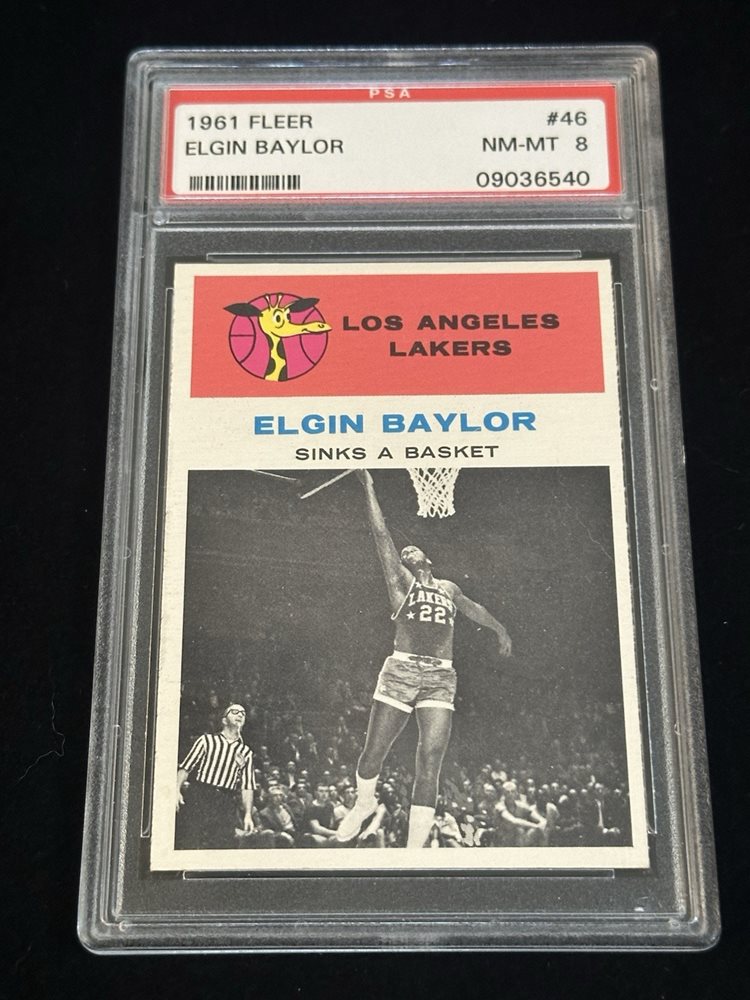 PSA
1961 FLEER #46
ELGIN BAYLOR NM-MT 8
09036540
LOS ANGELES
LAKERS
ELGIN BAYLOR
SINKS A BASKET
LAKERS
22